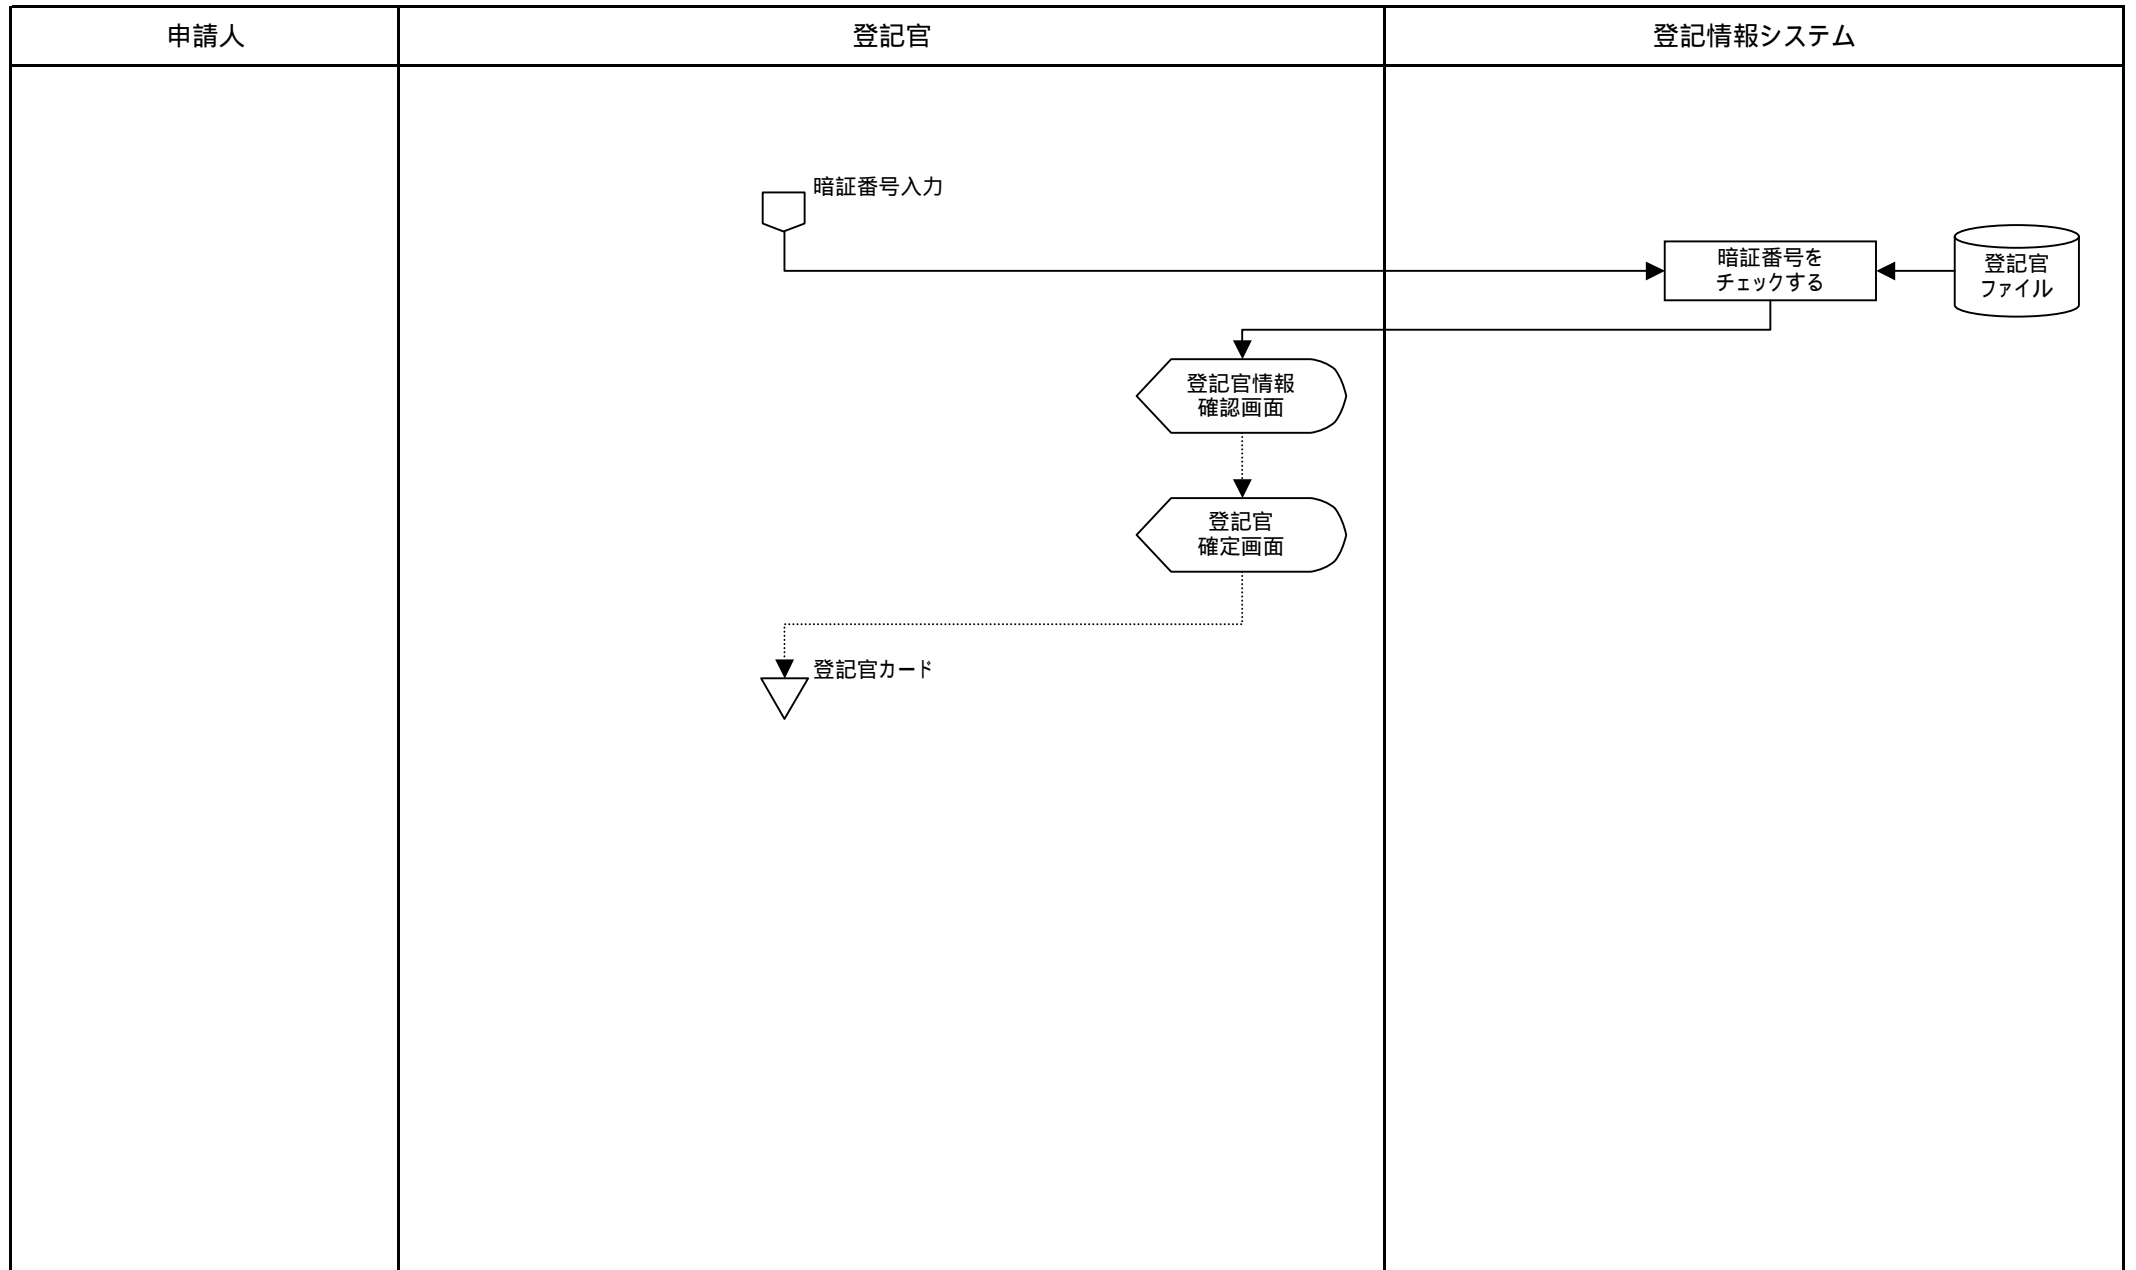 申請人
登記官
登記情報システム
暗証番号入力
暗証番号を
チェックする
登記官
ファイル
登記官情報
確認画面
登記官
確定画面
登記官カード